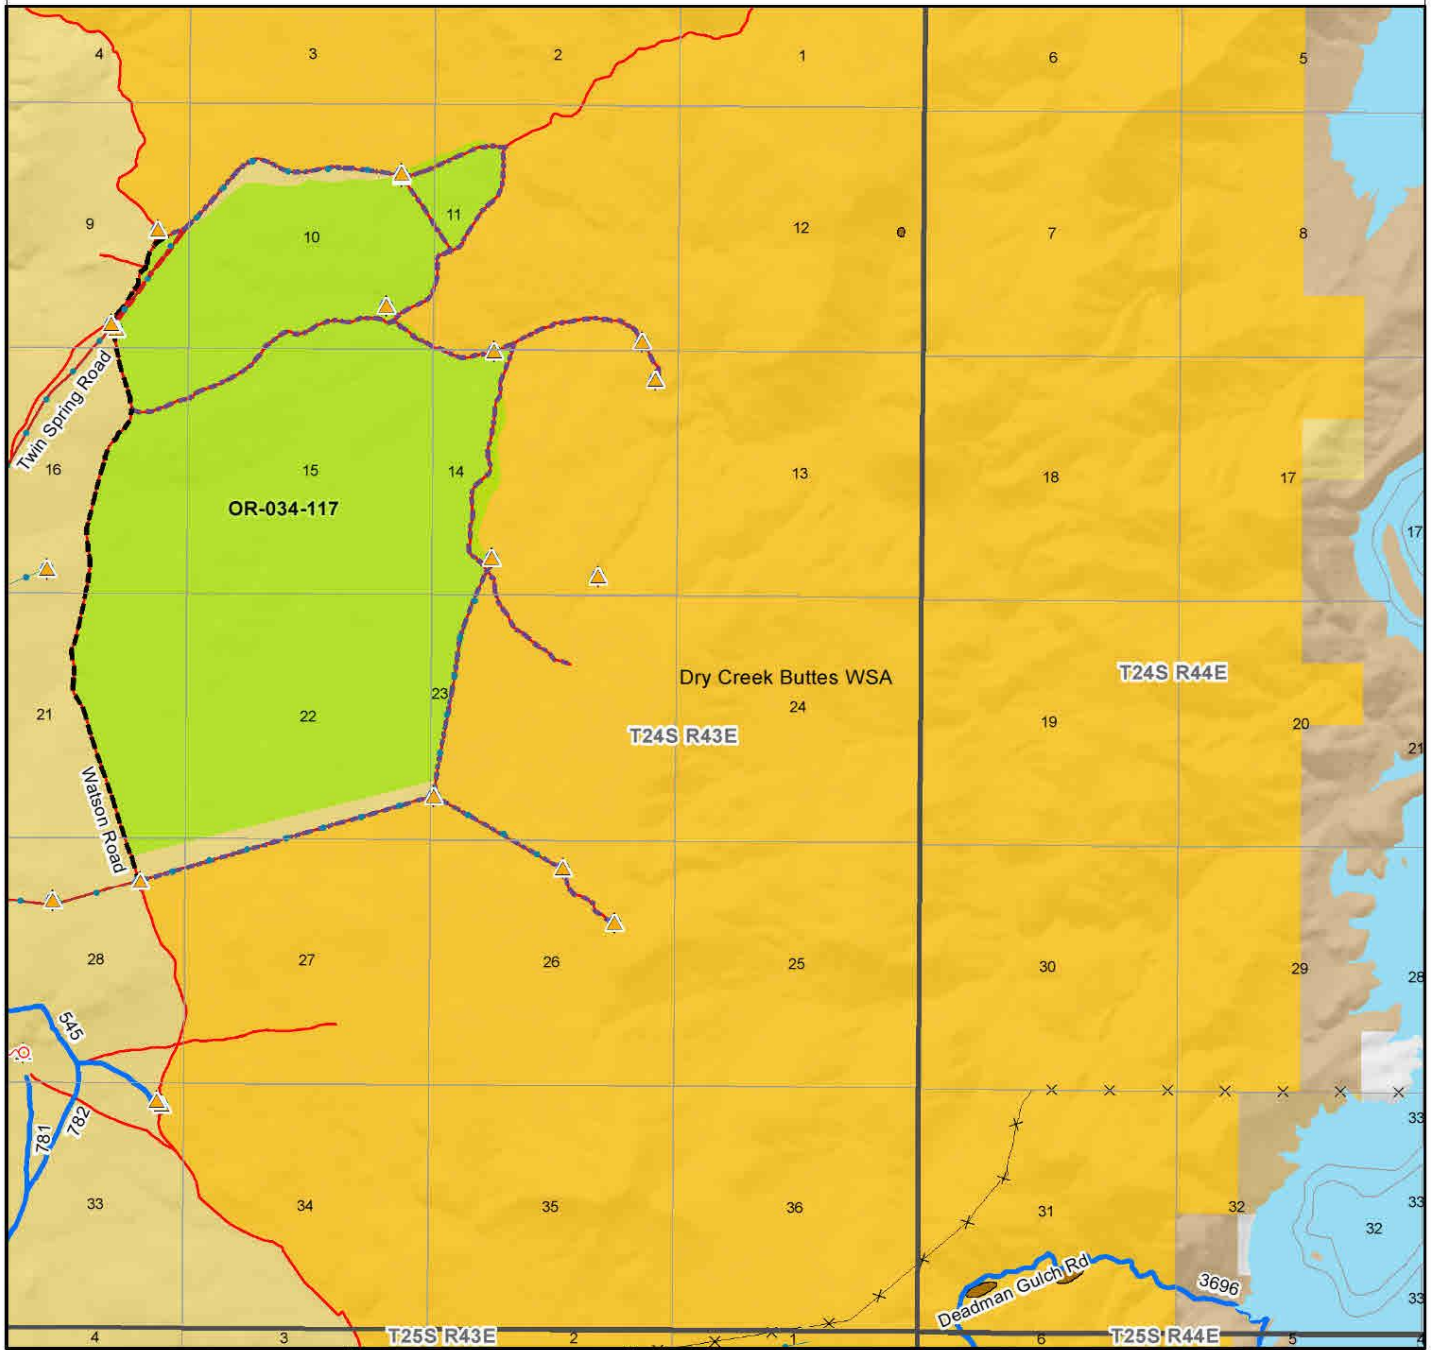 4 3 2 1 6 5
9 10 11 12 7 8
Twin Spring Road
16 15 14 13 18 17 17
OR-034-117
Dry Creek Buttes WSA
T24S R44E
21 22 23 24 19 20 21
T24S R43E
Watson Road
28 27 26 25 30 29 28
545
781 782
33
33 34 35 36 31 32 32 33
Deadman Gulch Rd 3696
33
4 3 T25S R43E 2 1 6 T25S R44E 5 4